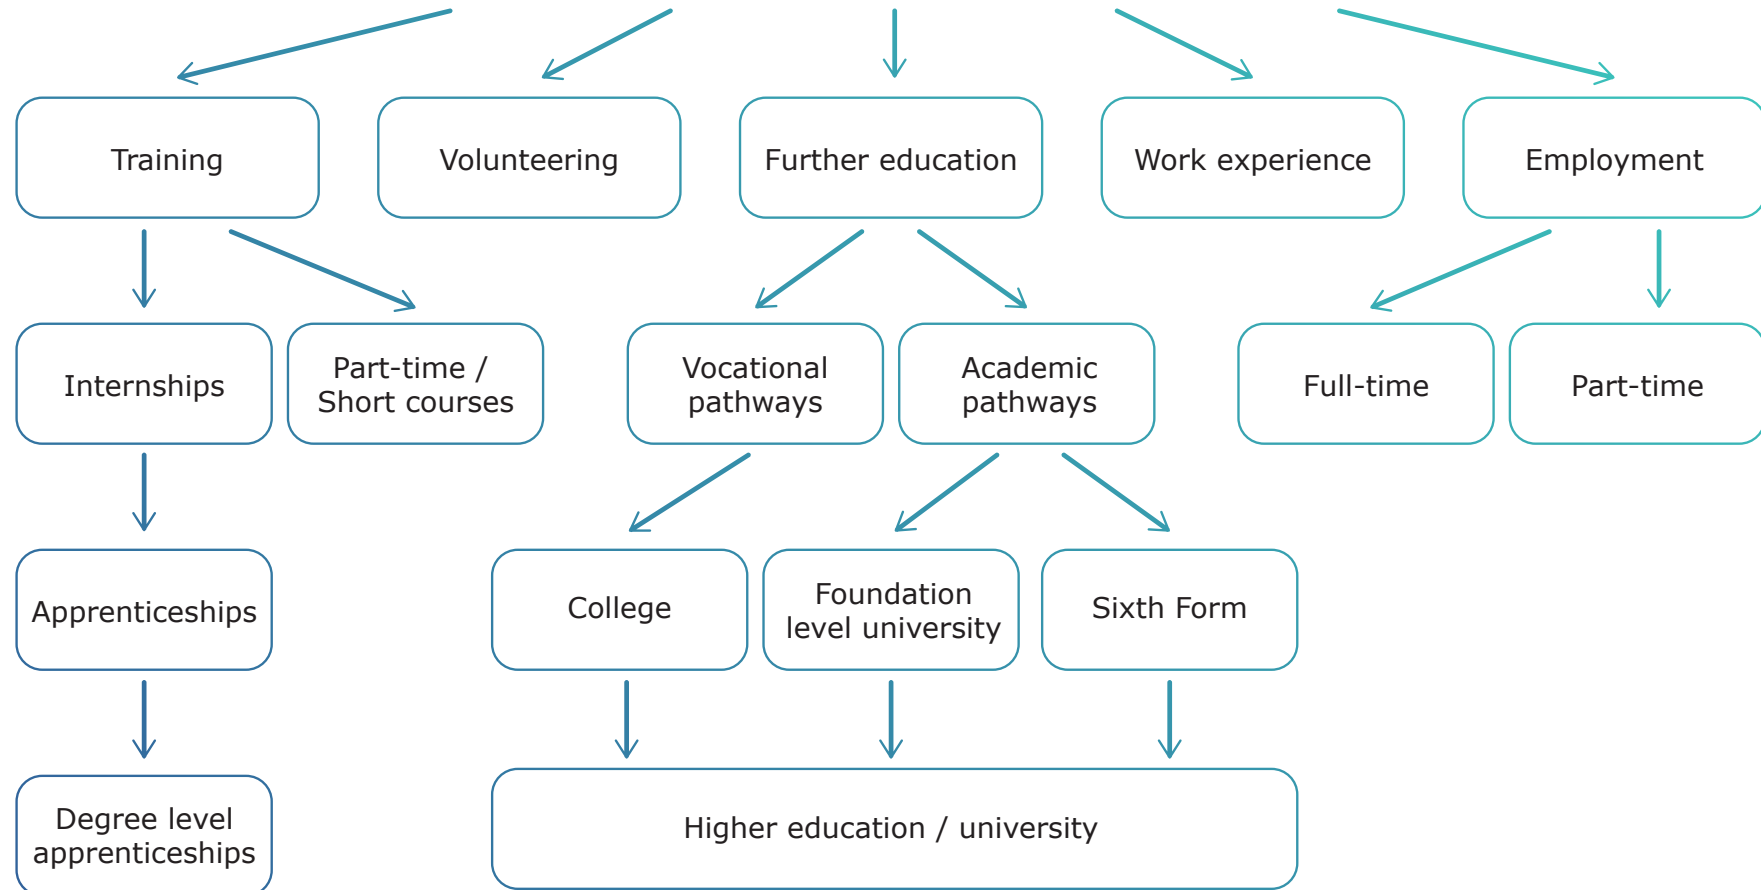 Training
Volunteering
Further education
Work experience
Employment
Internships
Part-time /
Short courses
Vocational
pathways
Academic
pathways
Full-time
Part-time
Apprenticeships
College
Foundation
level university
Sixth Form
Degree level
apprenticeships
Higher education / university